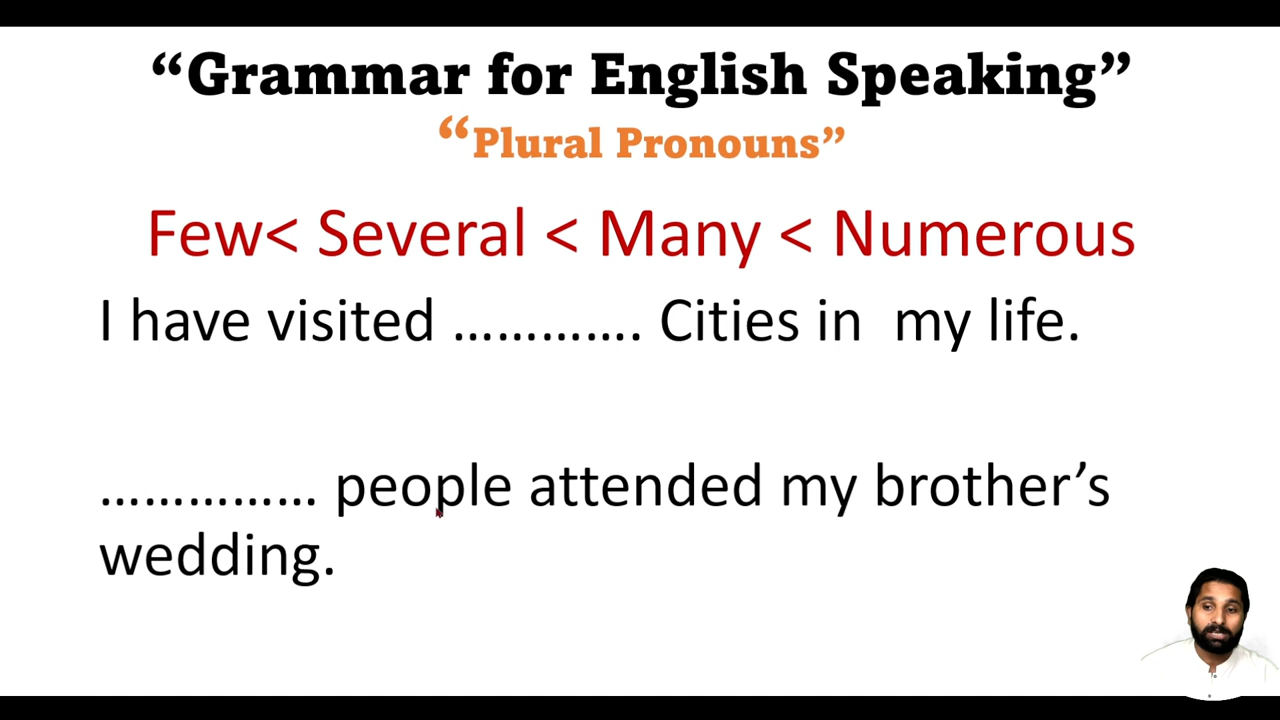 “Grammar for English Speaking”
“Plural Pronouns”
Few< Several < Many < Numerous
I have visited …………. Cities in  my life.
…………… people attended my brother’s
wedding.